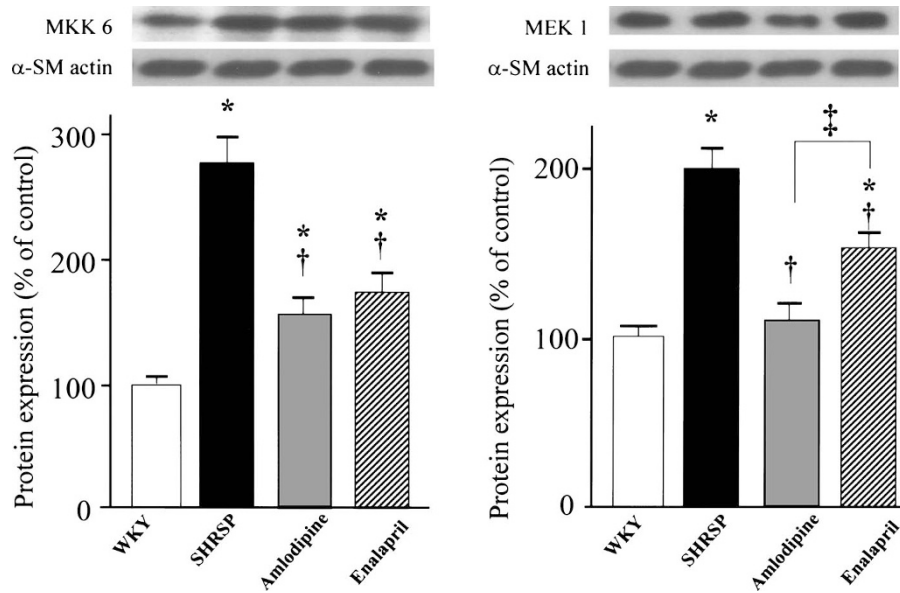 MKK 6
α-SM actin
Protein expression (% of control)
300
200
100
0
*
*
†
*
†
WKY
SHRSP
Amlodipine
Enalapril
MEK 1
α-SM actin
Protein expression (% of control)
200
100
0
*
†
‡
*
†
WKY
SHRSP
Amlodipine
Enalapril